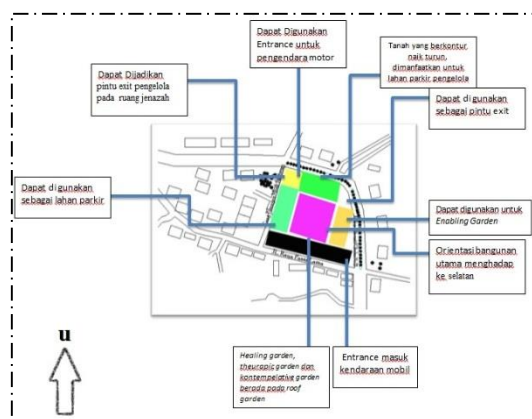 Dapat Digunakan
Entrance untuk
pengendara motor
Tanah yang berkontur,
naik turun,
dimanfaatkan untuk
lahan parkir pengelola
Dapat Dijadikan
pintu exit pengelola
pada ruang jenazah
Dapat digunakan
sebagai pintu exit
Dapat digunakan
sebagai lahan parkir
Dapat digunakan untuk
Enabling Garden
Orientasi bangunan
utama menghadap
ke selatan
Healing garden,
theurapic garden dan
kontempelative garden
berada pada roof
garden
Entrance masuk
kendaraan mobil
u
JL.